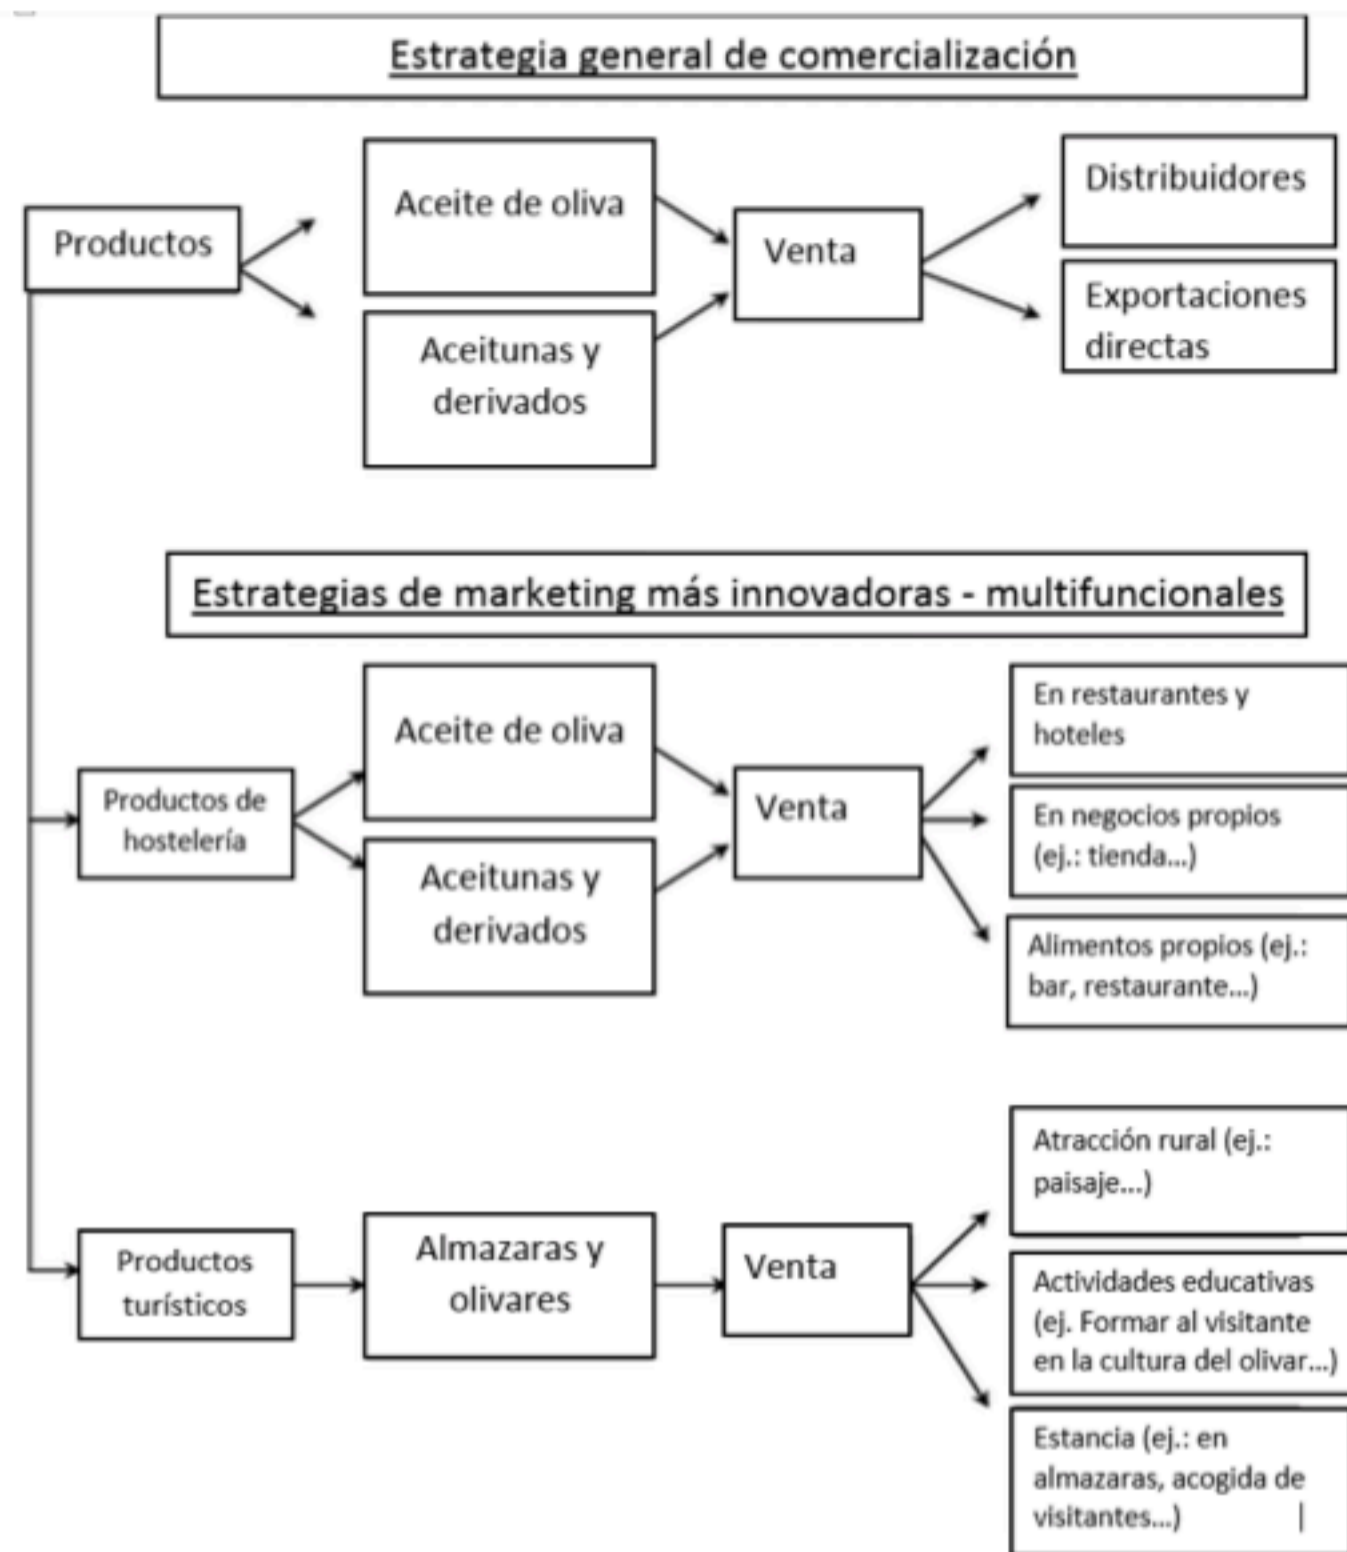 Estrategia general de comercialización
Productos
Aceite de oliva
Aceitunas y
derivados
Venta
Distribuidores
Exportaciones
directas
Estrategias de marketing más innovadoras - multifuncionales
Productos de
hostelería
Aceite de oliva
Aceitunas y
derivados
Venta
En restaurantes y
hoteles
En negocios propios
(ej.: tienda...)
Alimentos propios (ej.:
bar, restaurante...)
Productos
turísticos
Almazaras y
olivares
Venta
Atracción rural (ej.:
paisaje...)
Actividades educativas
(ej. Formar al visitante
en la cultura del olivar...)
Estancia (ej.: en
almazaras, acogida de
visitantes...)